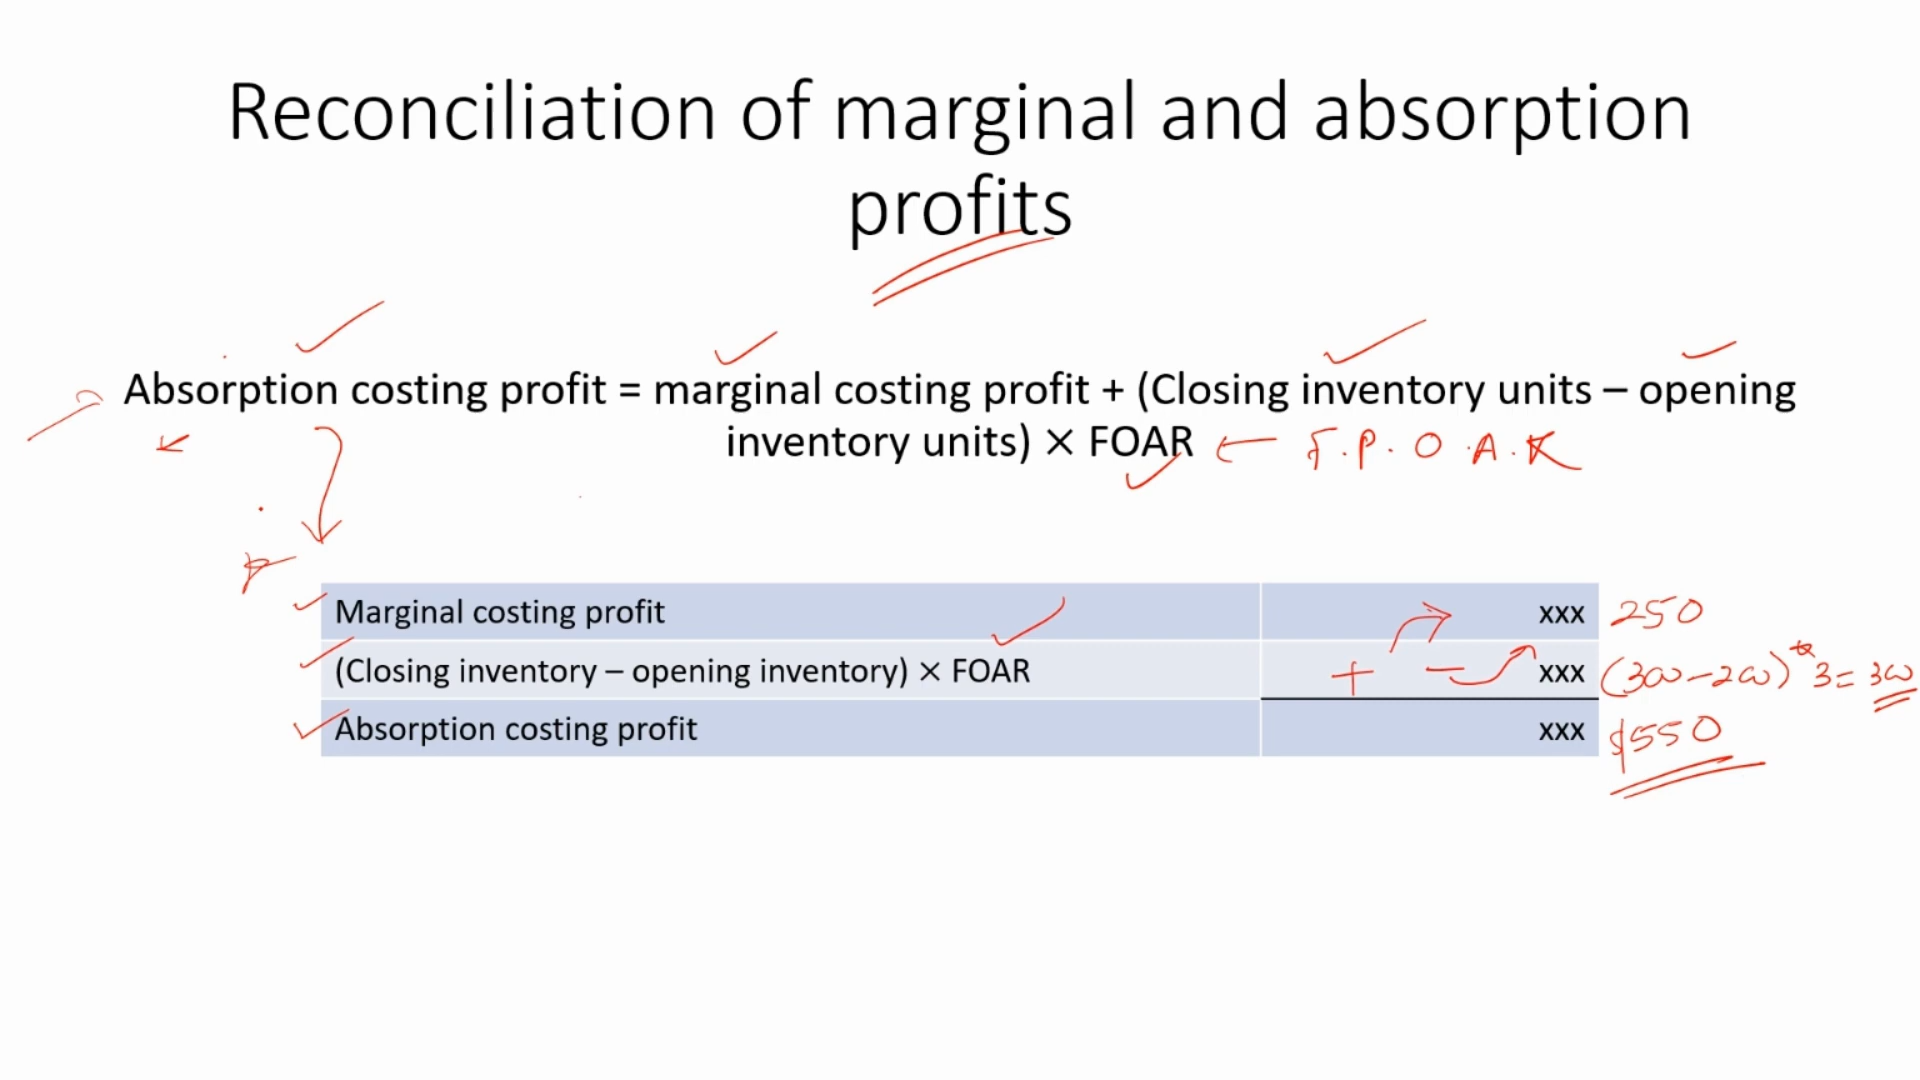 Reconciliation of marginal and absorption
profits
Absorption costing profit = marginal costing profit + (Closing inventory units – opening
inventory units) × FOAR ← F.P.O.A.R
Marginal costing profit xxx 250
(Closing inventory – opening inventory) × FOAR + - xxx (300-200)*3=300
Absorption costing profit xxx $550